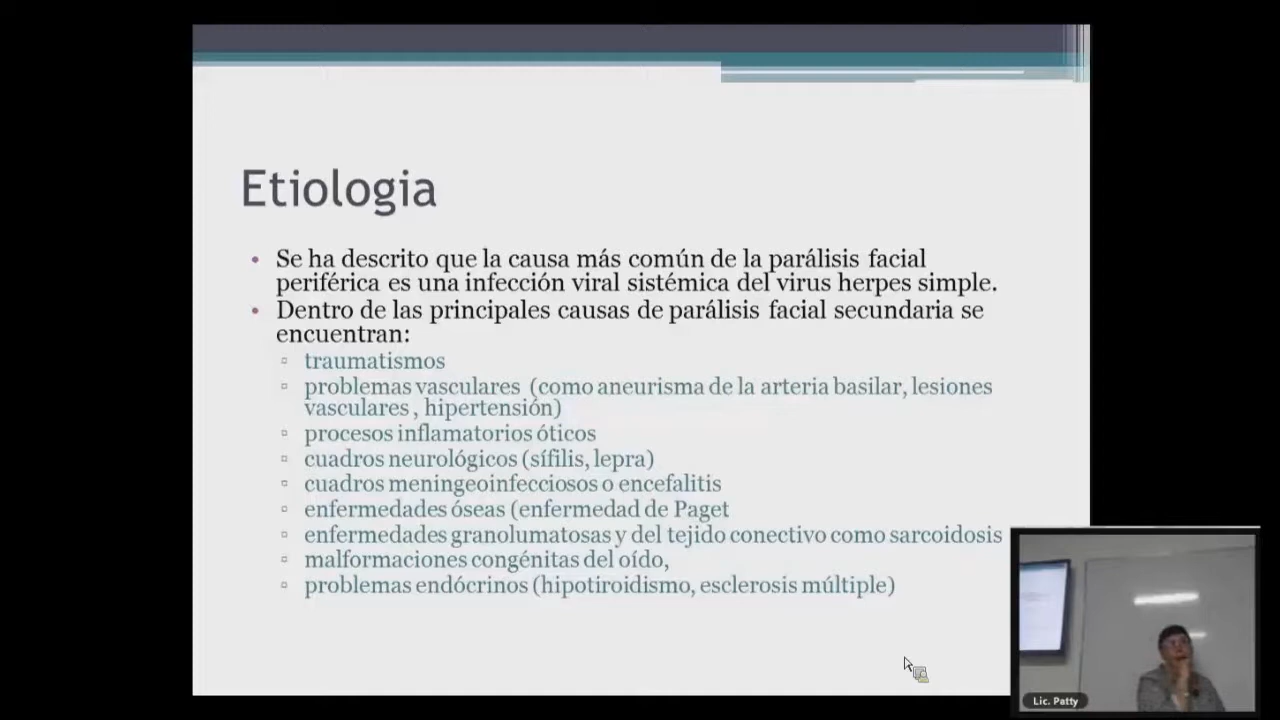 Etiologia
• Se ha descrito que la causa más común de la parálisis facial
periférica es una infección viral sistémica del virus herpes simple.
• Dentro de las principales causas de parálisis facial secundaria se
encuentran:
▫ traumatismos
▫ problemas vasculares (como aneurisma de la arteria basilar, lesiones
vasculares , hipertensión)
▫ procesos inflamatorios óticos
▫ cuadros neurológicos (sífilis, lepra)
▫ cuadros meningeoinfecciosos o encefalitis
▫ enfermedades óseas (enfermedad de Paget
▫ enfermedades granolumatosas y del tejido conectivo como sarcoidosis
▫ malformaciones congénitas del oído,
▫ problemas endócrinos (hipotiroidismo, esclerosis múltiple)
Lic. Patty